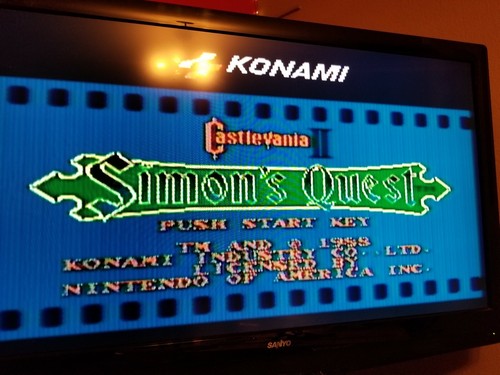 KONAMI
Castlevania II
Simon's Quest
PUSH START KEY
TM AND © 1988
KONAMI INDUSTRY CO., LTD.
LICENSED BY
NINTENDO OF AMERICA INC.
SANYO